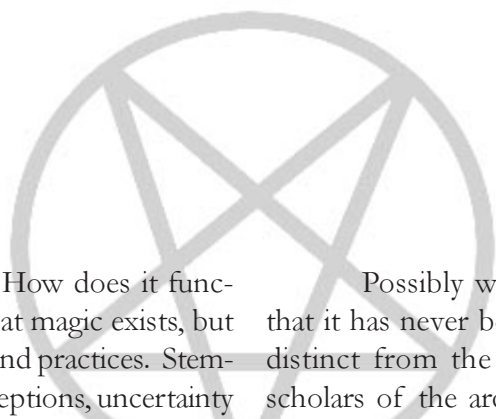 How does it func-
at magic exists, but
nd practices. Stem-
eptions, uncertainty
Possibly w
that it has never be
distinct from the
scholars of the arc